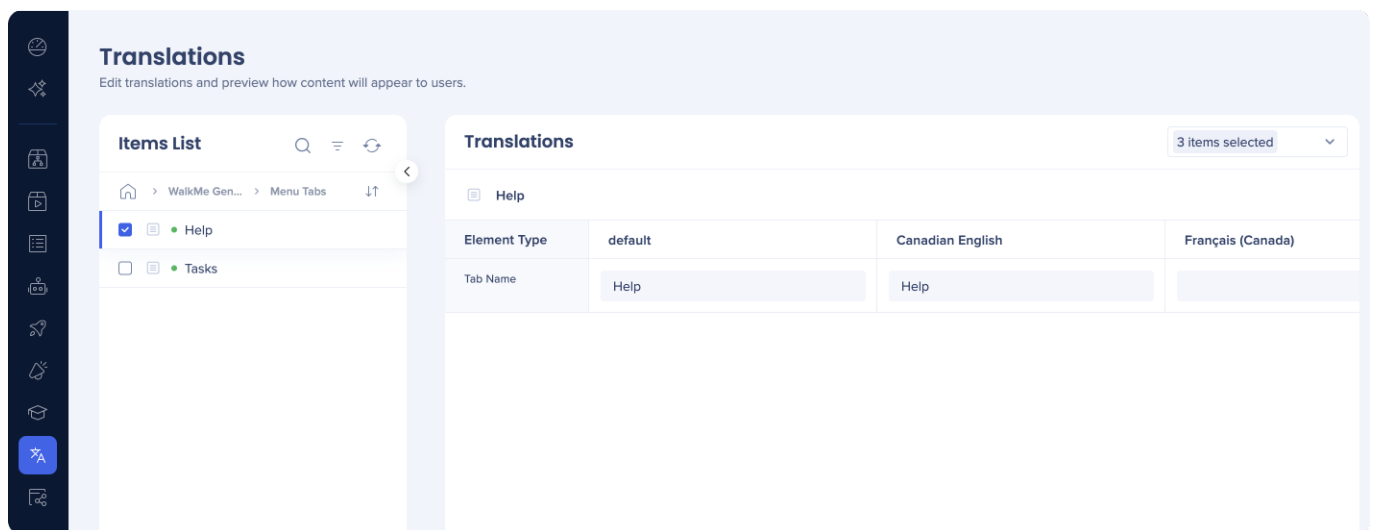 Translations
Edit translations and preview how content will appear to users.
Items List
WalkMe Gen... > Menu Tabs
Help
Tasks
Translations
3 items selected
Help
Element Type default Canadian English Français (Canada)
Tab Name Help Help